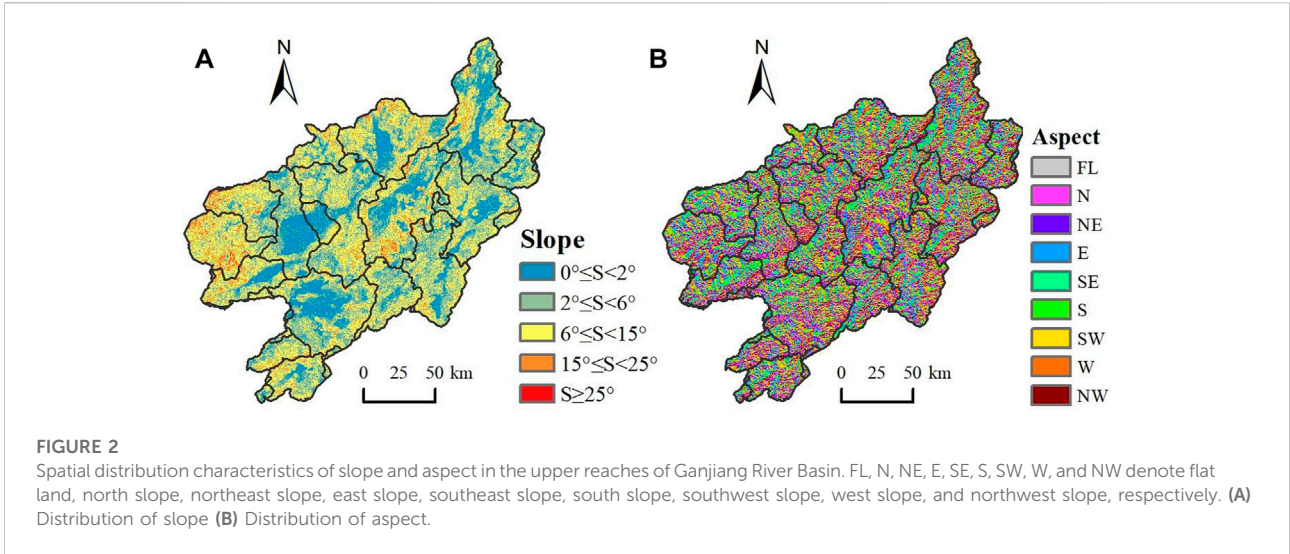 A
N
Slope
0°≤S<2°
2°≤S<6°
6°≤S<15°
15°≤S<25°
S≥25°
0 25 50 km
B
N
Aspect
FL
N
NE
E
SE
S
SW
W
NW
0 25 50 km
FIGURE 2
Spatial distribution characteristics of slope and aspect in the upper reaches of Ganjiang River Basin. FL, N, NE, E, SE, S, SW, W, and NW denote flat
land, north slope, northeast slope, east slope, southeast slope, south slope, southwest slope, west slope, and northwest slope, respectively. (A)
Distribution of slope (B) Distribution of aspect.